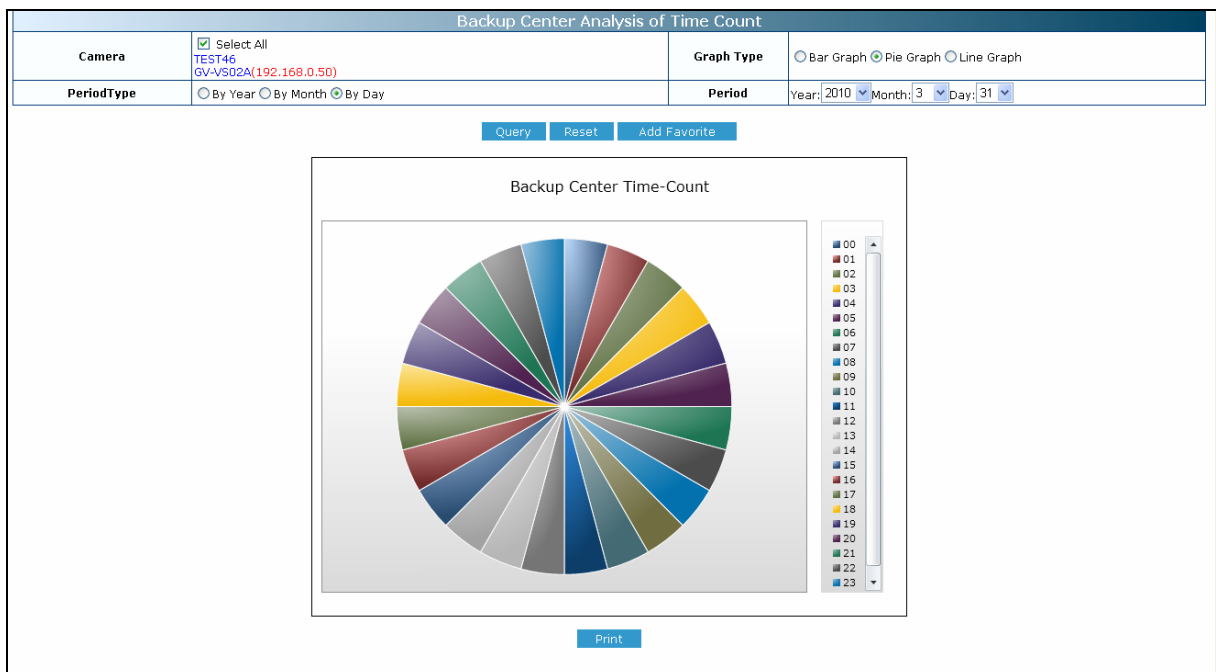 Backup Center Analysis of Time Count
Camera
Select All
TEST46
GV-VS02A(192.168.0.50)
Graph Type
Bar Graph Pie Graph Line Graph
PeriodType
By Year By Month By Day
Period
Year: 2010 Month: 3 Day: 31
Query Reset Add Favorite
Backup Center Time-Count
00
01
02
03
04
05
06
07
08
09
10
11
12
13
14
15
16
17
18
19
20
21
22
23
Print